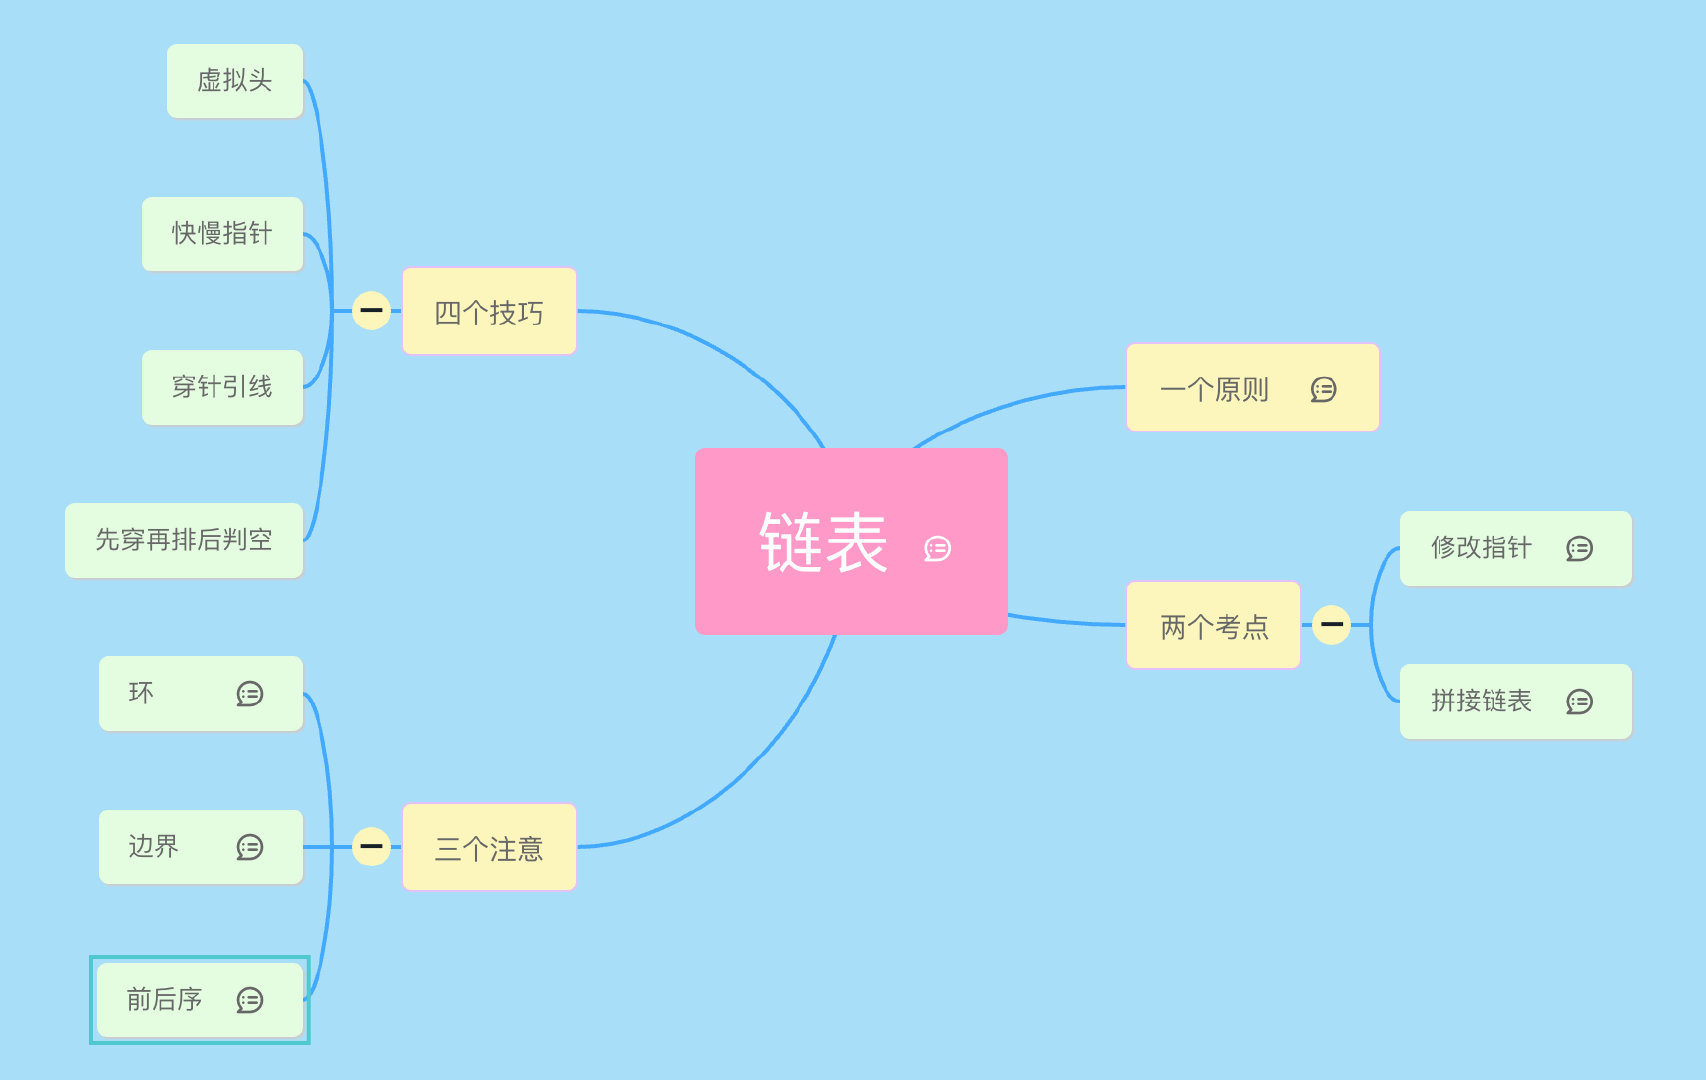 链表
一个原则
两个考点
修改指针
拼接链表
三个注意
环
边界
前后序
四个技巧
虚拟头
快慢指针
穿针引线
先穿再排后判空